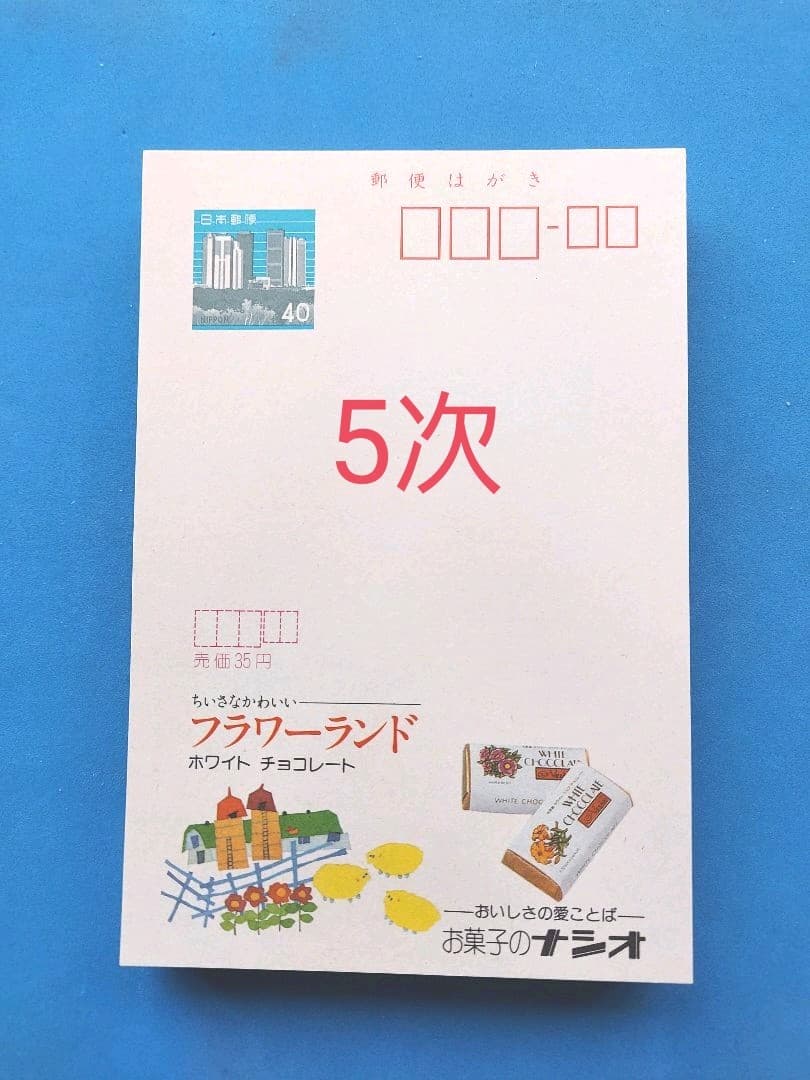 郵便はがき
日本郵便
NIPPON 40
5次
売価35円
ちいさなかわいい
フラワーランド
ホワイト チョコレート
WHITE
CHOCOLATE
WHITE CHOCO
WHITE
CHOCOLATE
おいしさの愛ことば
お菓子のナシオ